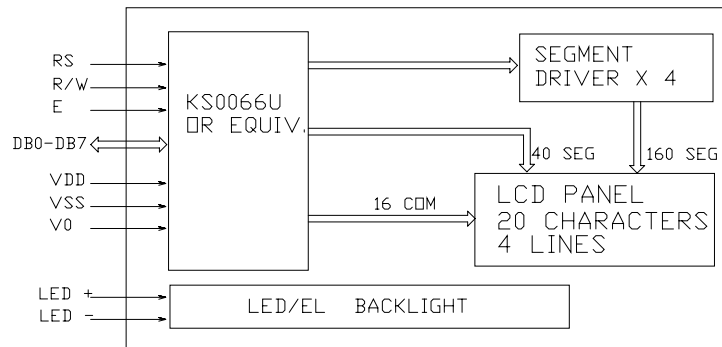 RS
R/W
E
DB0-DB7
VDD
VSS
V0
LED +
LED -
KS0066U
OR EQUIV.
SEGMENT
DRIVER X 4
40 SEG
160 SEG
16 COM
LCD PANEL
20 CHARACTERS
4 LINES
LED/EL BACKLIGHT